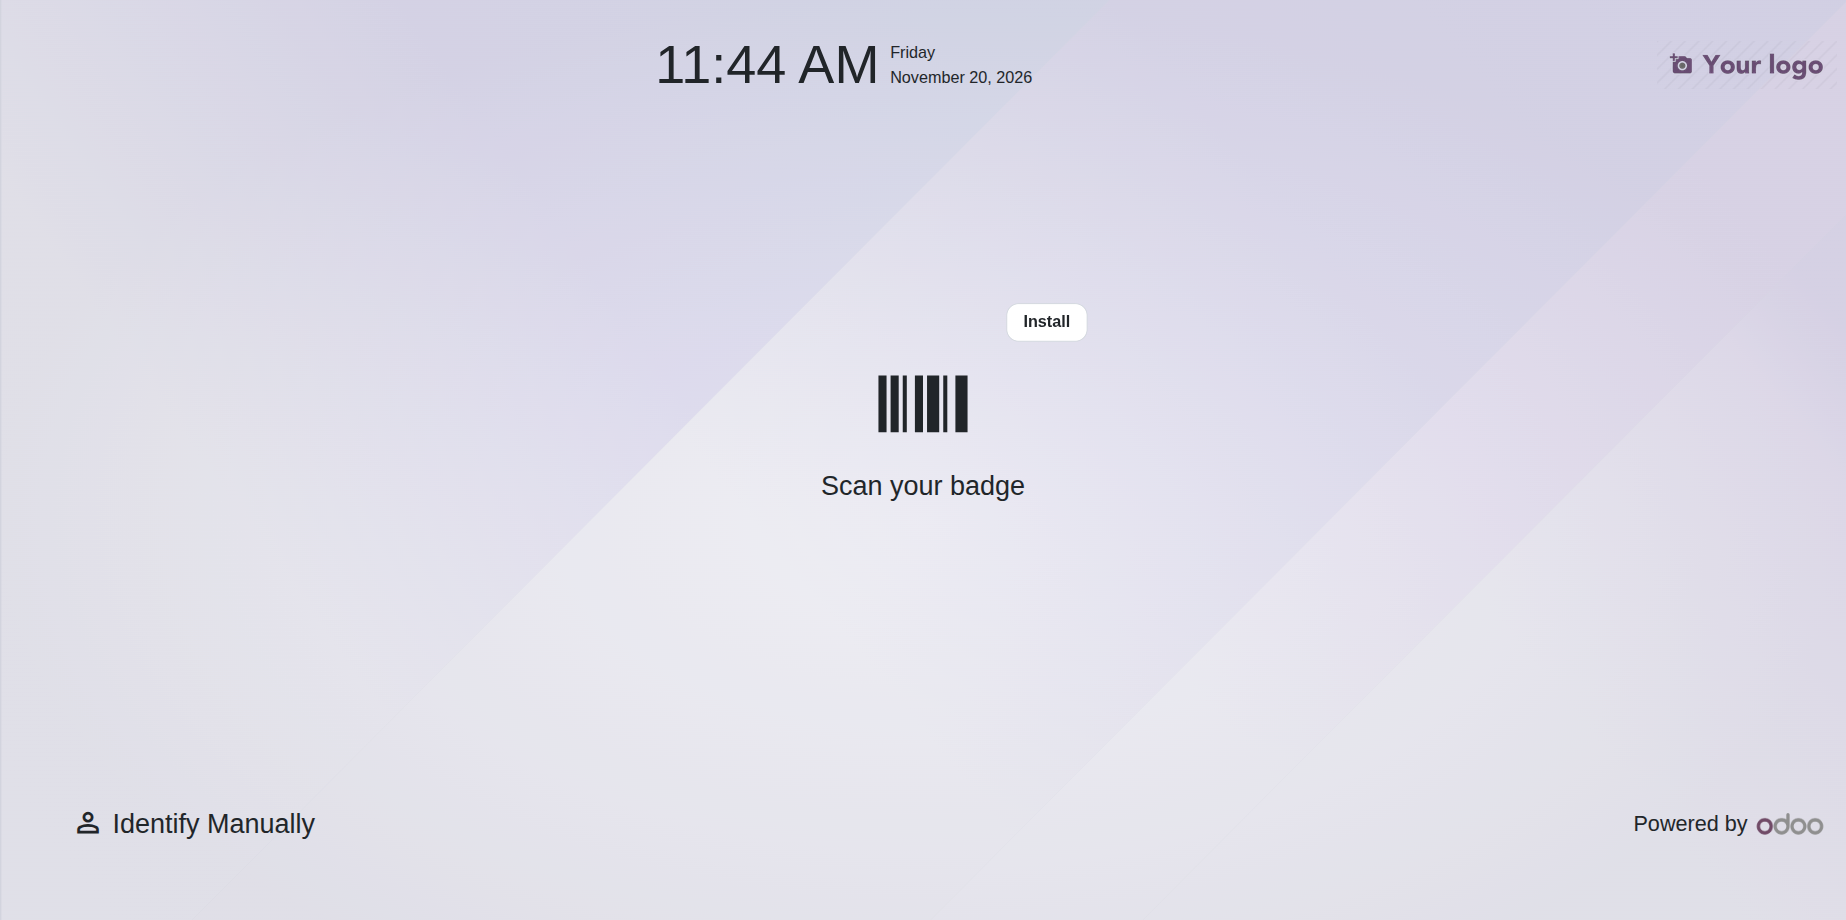 11:44 AM
Friday
November 20, 2026
Your logo
Install
Scan your badge
Identify Manually
Powered by odoo